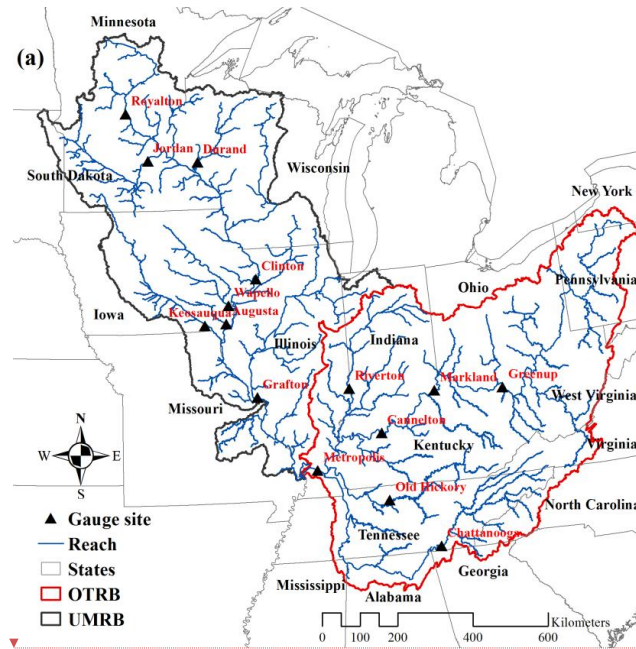 Minnesota
(a)
Royalton
Jordan
Durand
South Dakota
Wisconsin
New York
Clinton
Ohio
Pennsylvania
Wapello
Iowa
Keosauqua
Augusta
Illinois
Indiana
Riverton
Markland
Greenup
Missouri
Grafton
West Virginia
Cannelton
Kentucky
Virginia
N
W
E
S
Metropolis
Old Hickory
North Carolina
Gauge site
Reach
Tennessee
Chattanooga
States
Georgia
OTRB
Mississippi
Alabama
UMRB
Kilometers
0 100 200 400 600